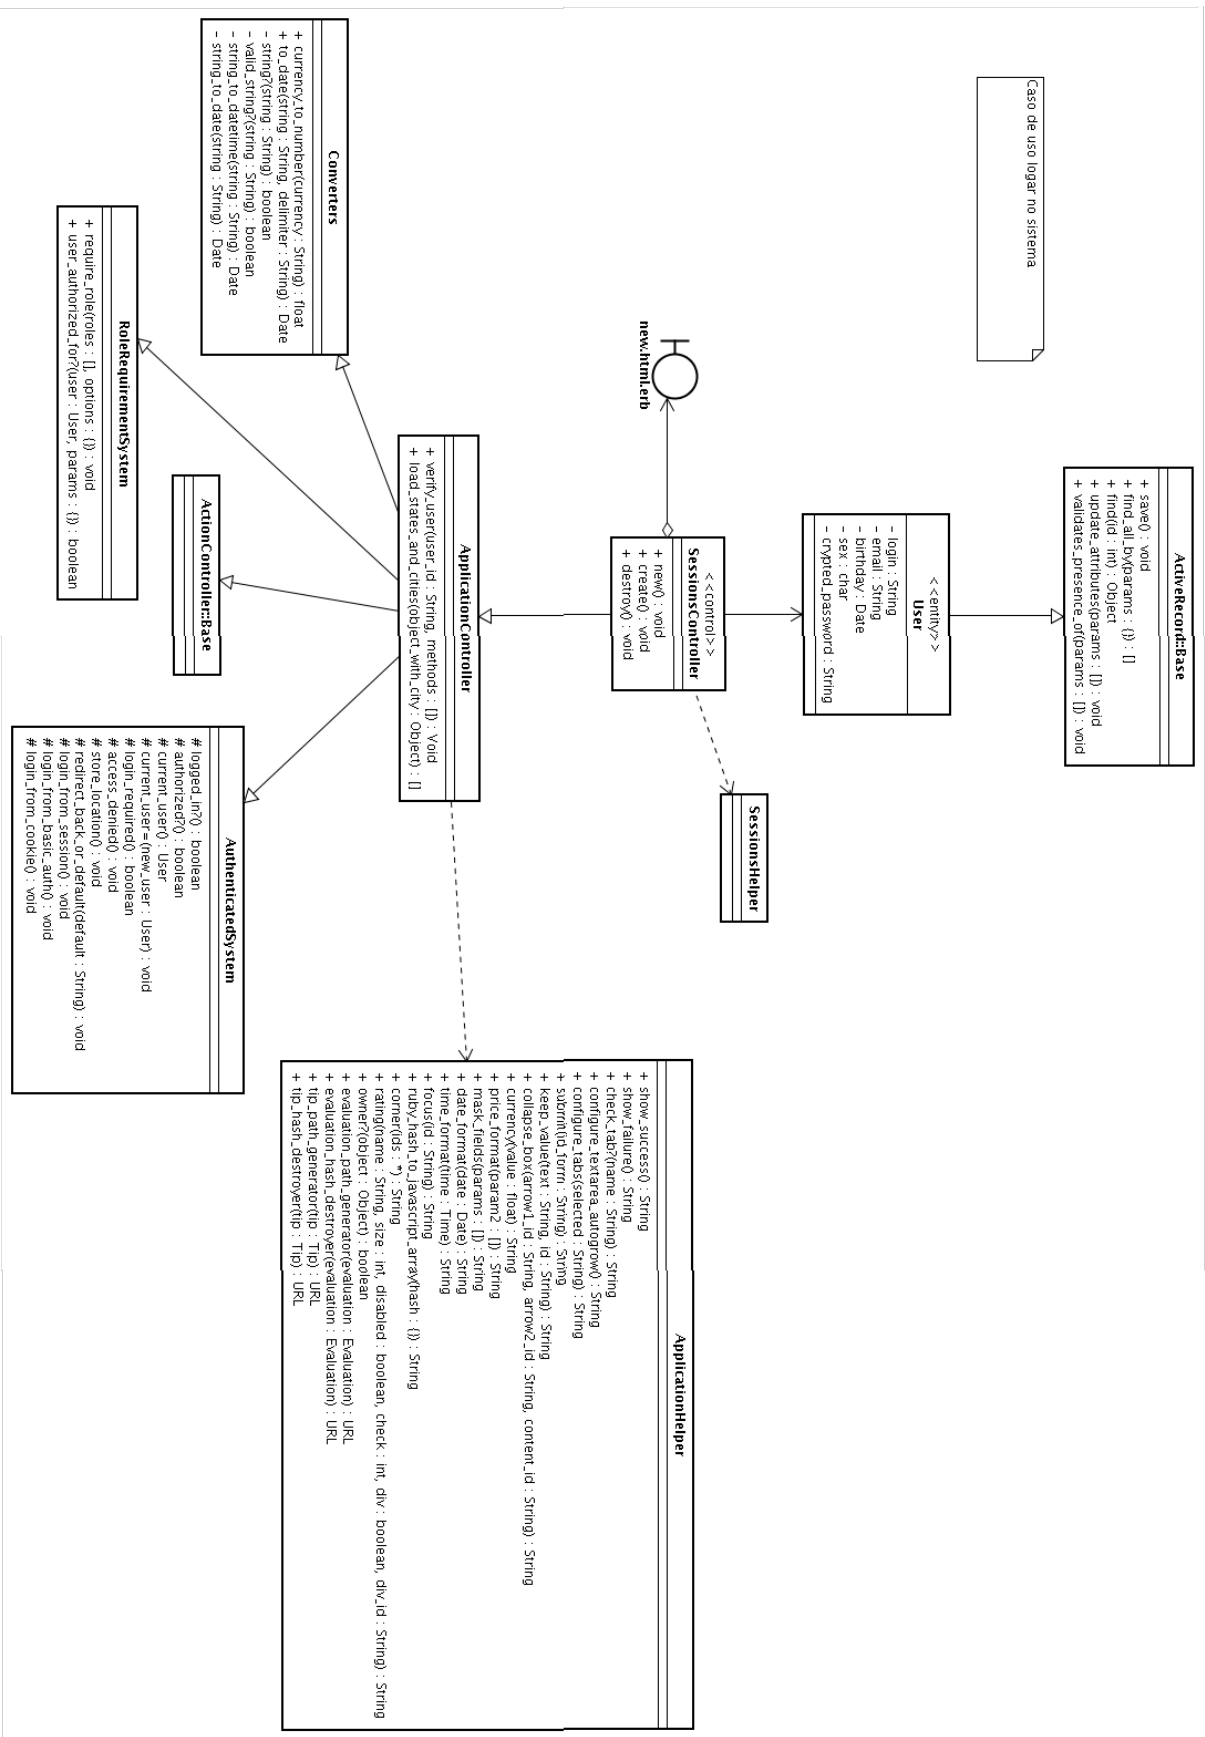 Caso de uso logar no sistema
ActiveRecord::Base
+ save() : void
+ find_all_by(params : {}) : []
+ find(id : int) : Object
+ update_attributes(params : []) : void
+ validates_presence_of(params : []) : void
<<entity>>
User
- login : String
- email : String
- birthday : Date
- sex : char
- crypted_password : String
new.html.erb
<<control>>
SessionsController
+ new() : void
+ create() : void
+ destroy() : void
SessionsHelper
ApplicationController
+ verify_user(user_id : String, methods : []) : Void
+ load_states_and_cities(object_with_city : Object) : []
Converters
+ currency_to_number(currency : String) : float
+ to_date(string : String, delimiter : String) : Date
- string?(string : String) : boolean
- valid_string?(string : String) : boolean
- string_to_datetime(string : String) : Date
- string_to_date(string : String) : Date
RoleRequirementSystem
+ require_role(roles : [], options : {}) : void
+ user_authorized_for?(user : User, params : {}) : boolean
ActionController::Base
AuthenticatedSystem
# logged_in?() : boolean
# authorized?() : boolean
# current_user() : User
# current_user=(new_user : User) : void
# login_required() : boolean
# access_denied() : void
# store_location() : void
# redirect_back_or_default(default : String) : void
# login_from_session() : void
# login_from_basic_auth() : void
# login_from_cookie() : void
ApplicationHelper
+ show_success() : String
+ show_failure() : String
+ check_tab?(name : String) : String
+ configure_textarea_autogrow() : String
+ configure_tabs(selected : String) : String
+ submit(id_form : String) : String
+ keep_value(text : String, id : String) : String
+ collapse_box(arrow1_id : String, arrow2_id : String, content_id : String) : String
+ currency(value : float) : String
+ price_format(param2 : []) : String
+ mask_fields(params : []) : String
+ date_format(date : Date) : String
+ time_format(time : Time) : String
+ focus(id : String) : String
+ ruby_hash_to_javascript_array(hash : {}) : String
+ corner(ids : *) : String
+ rating(name : String, size : int, disabled : boolean, check : int, div : boolean, div_id : String) : String
+ owner?(object : Object) : boolean
+ evaluation_path_generator(evaluation : Evaluation) : URL
+ evaluation_hash_destroyer(evaluation : Evaluation) : URL
+ tip_path_generator(tip : Tip) : URL
+ tip_hash_destroyer(tip : Tip) : URL